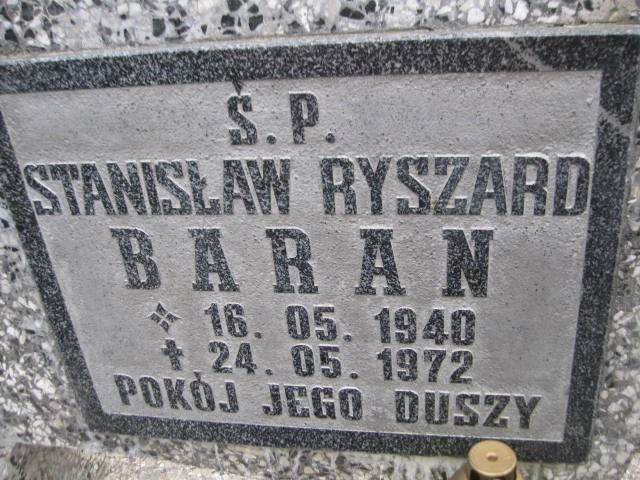 Ś.P.
STANISŁAW RYSZARD
BARAN
16. 05. 1940
24. 05. 1972
POKÓJ JEGO DUSZY